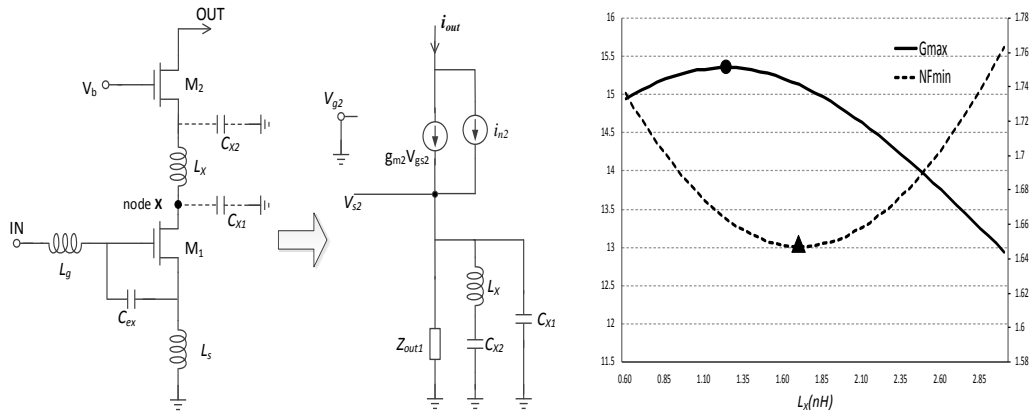 OUT
V_b
M_2
C_X2
L_X
node X
C_X1
IN
M_1
L_g
C_ex
L_s
i_out
V_g2
i_n2
g_m2V_gs2
V_s2
L_X
C_X1
Z_out1
C_X2
16
15.5
15
14.5
14
13.5
13
12.5
12
11.5
Gmax
NFmin
1.78
1.76
1.74
1.72
1.70
1.68
1.66
1.64
1.62
1.6
1.58
0.60 0.85 1.10 1.35 1.60 1.85 2.10 2.35 2.60 2.85
L_X(nH)